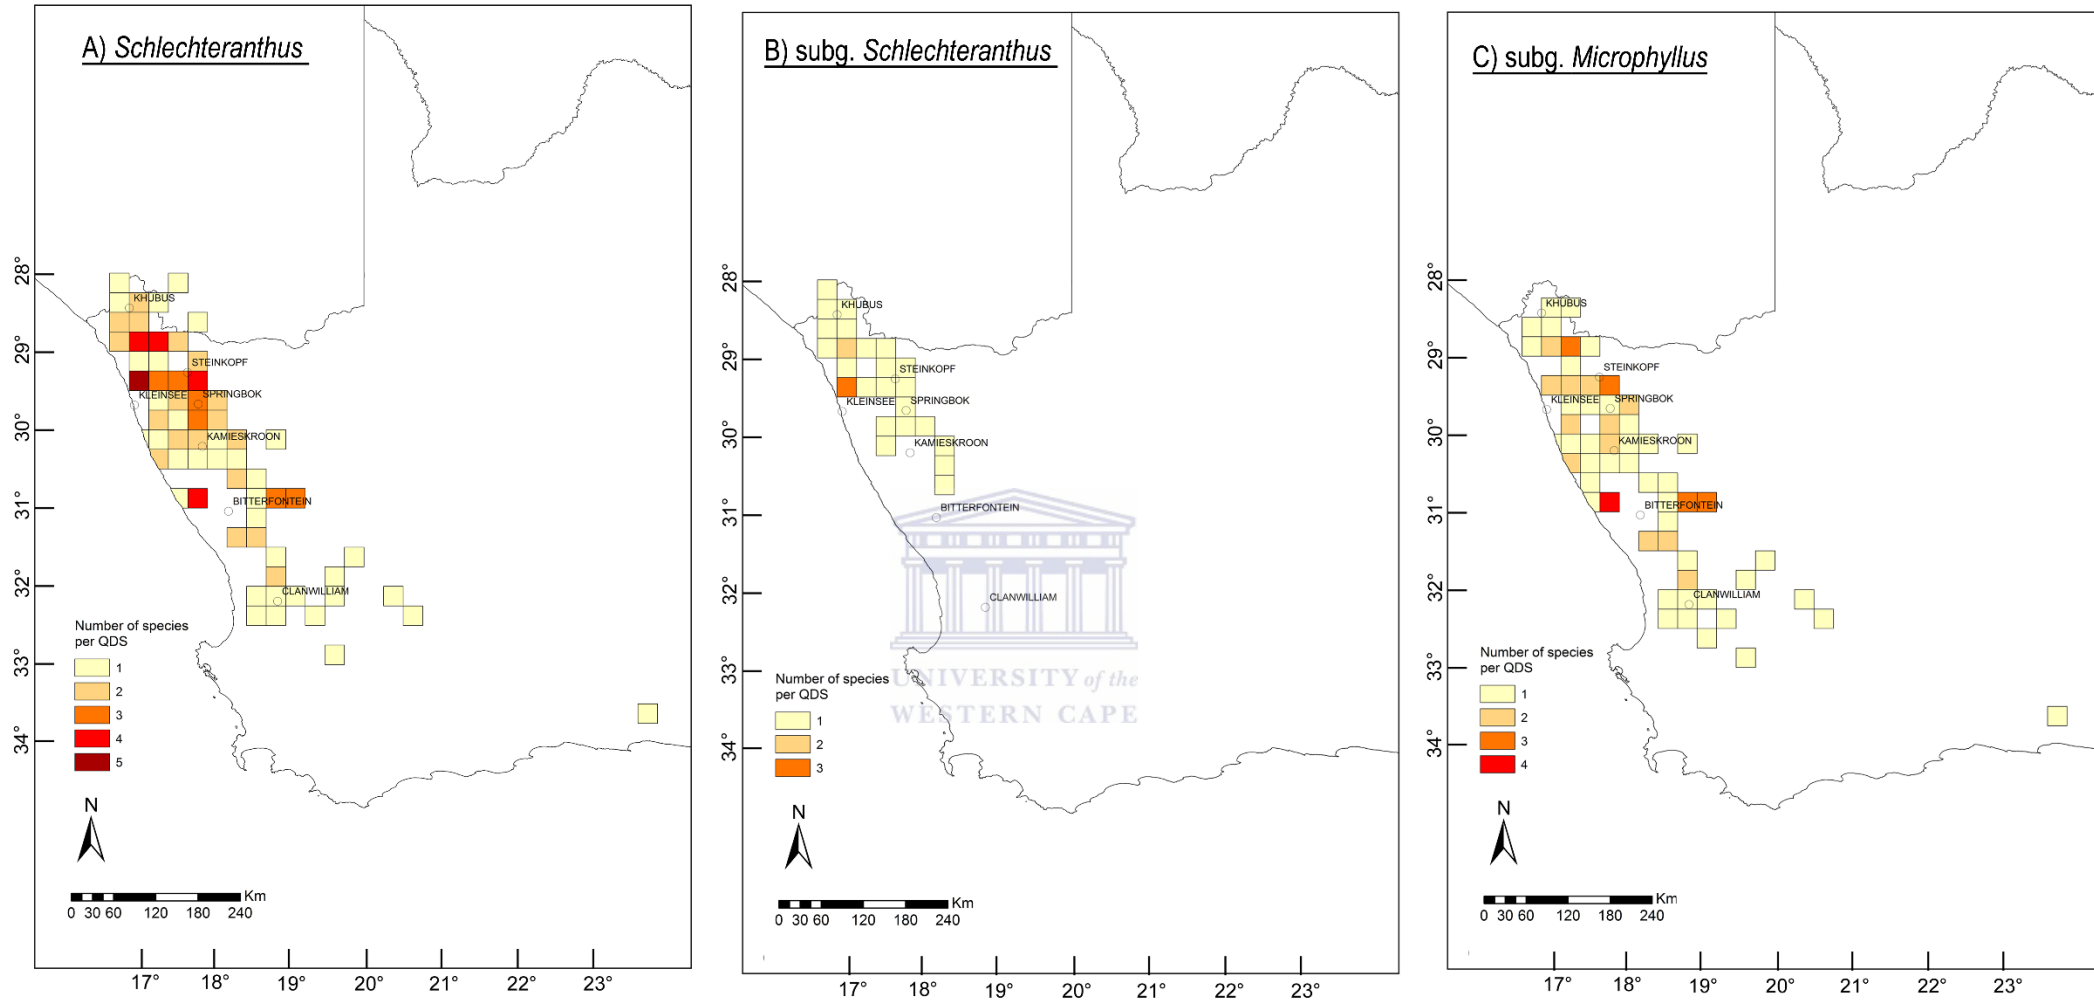 A) Schlechteranthus
28°
29°
30°
31°
32°
33°
34°
KHUBUS
STEINKOPF
KLEINSEE
SPRINGBOK
KAMIESKROON
BITTERFONTEIN
CLANWILLIAM
Number of species
per QDS
1
2
3
4
5
N
Km
0 30 60 120 180 240
17° 18° 19° 20° 21° 22° 23°
B) subg. Schlechteranthus
28°
29°
30°
31°
32°
33°
34°
KHUBUS
STEINKOPF
KLEINSEE
SPRINGBOK
KAMIESKROON
BITTERFONTEIN
CLANWILLIAM
UNIVERSITY of the
WESTERN CAPE
Number of species
per QDS
1
2
3
N
Km
0 30 60 120 180 240
17° 18° 19° 20° 21° 22° 23°
C) subg. Microphyllus
28°
29°
30°
31°
32°
33°
34°
KHUBUS
STEINKOPF
KLEINSEE
SPRINGBOK
KAMIESKROON
BITTERFONTEIN
CLANWILLIAM
Number of species
per QDS
1
2
3
4
N
Km
0 30 60 120 180 240
17° 18° 19° 20° 21° 22° 23°